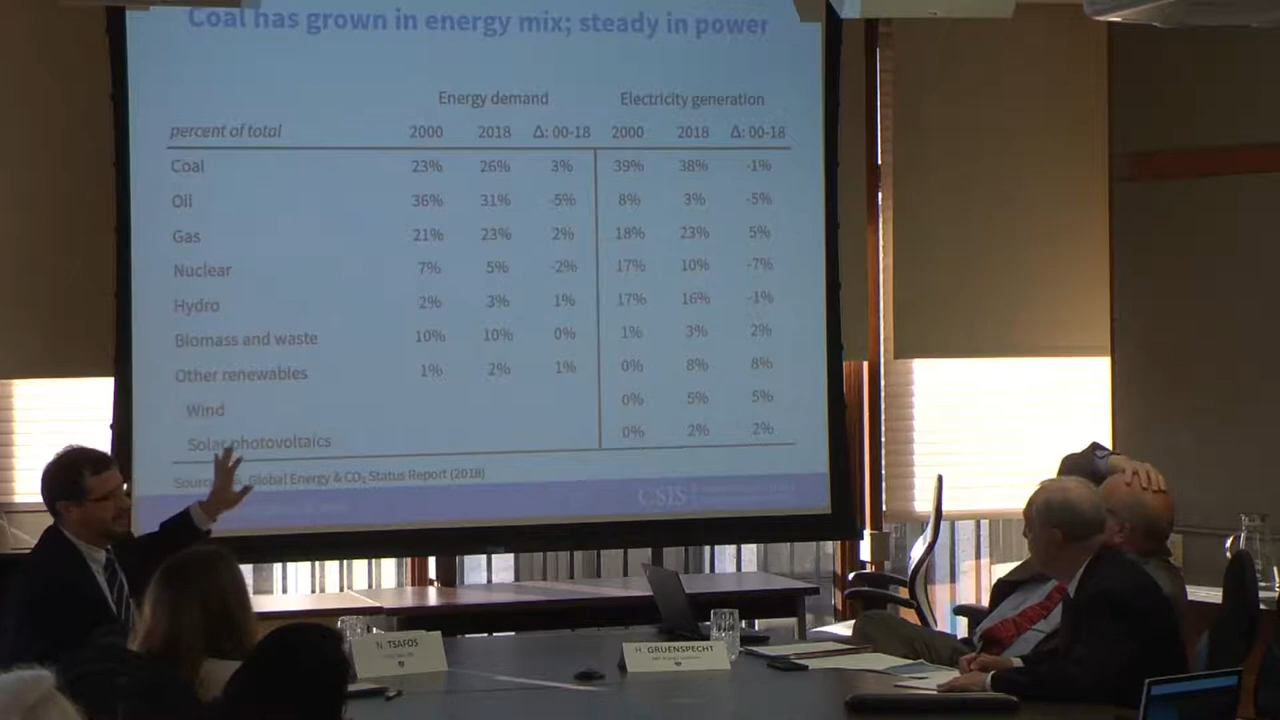 Coal has grown in energy mix; steady in power
Energy demand Electricity generation
percent of total 2000 2018 Δ: 00-18 2000 2018 Δ: 00-18
Coal 23% 26% 3% 39% 38% -1%
Oil 36% 31% -5% 8% 3% -5%
Gas 21% 23% 2% 18% 23% 5%
Nuclear 7% 5% -2% 17% 10% -7%
Hydro 2% 3% 1% 17% 16% -1%
Biomass and waste 10% 10% 0% 1% 3% 2%
Other renewables 1% 2% 1% 0% 8% 8%
Wind 0% 5% 5%
Solar photovoltaics 0% 2% 2%
Global Energy & CO₂ Status Report (2018)
CSIS
N. TSAFOS
H. GRUENSPECHT